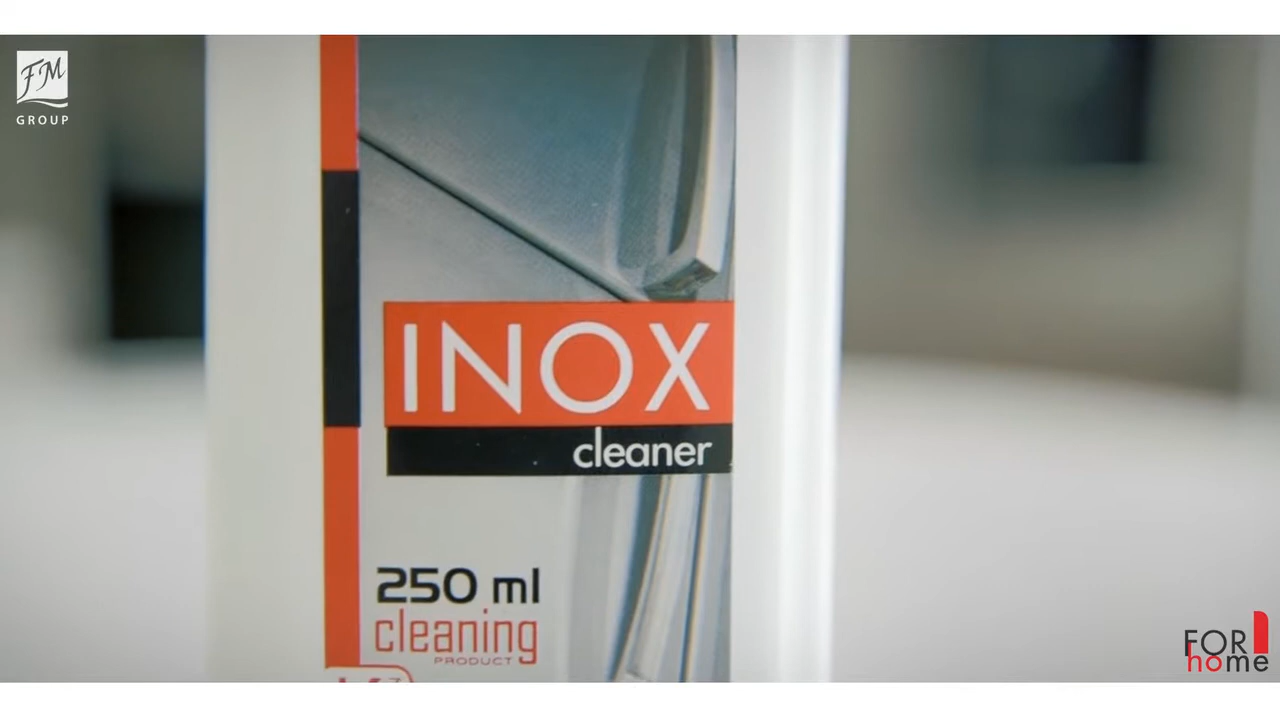 FM
GROUP
INOX
cleaner
250 ml
cleaning
PRODUCT
FOR
home